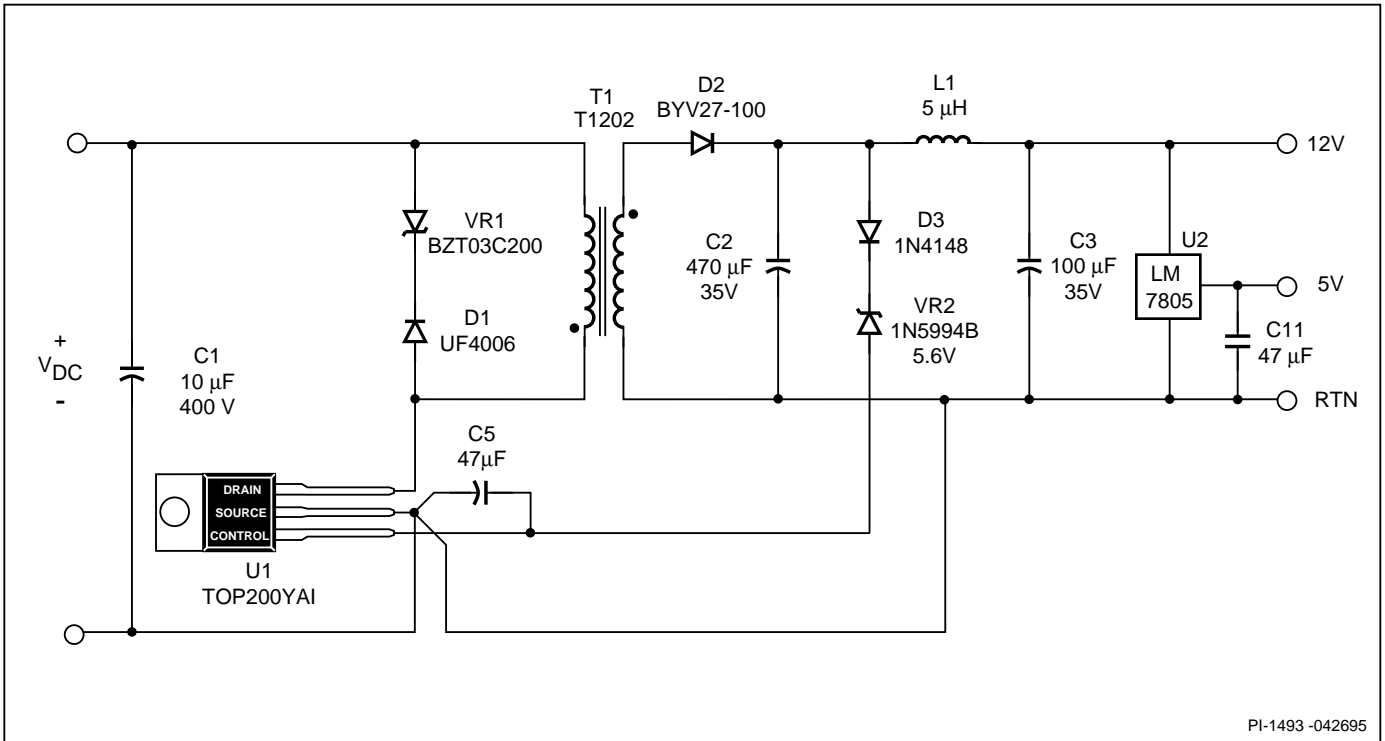 T1
T1202
D2
BYV27-100
L1
5 µH
12V
VR1
BZT03C200
D1
UF4006
C2
470 µF
35V
D3
1N4148
VR2
1N5994B
5.6V
C3
100 µF
35V
U2
LM
7805
5V
C11
47 µF
RTN
+
VDC
-
C1
10 µF
400 V
C5
47µF
DRAIN
SOURCE
CONTROL
U1
TOP200YAI
PI-1493 -042695